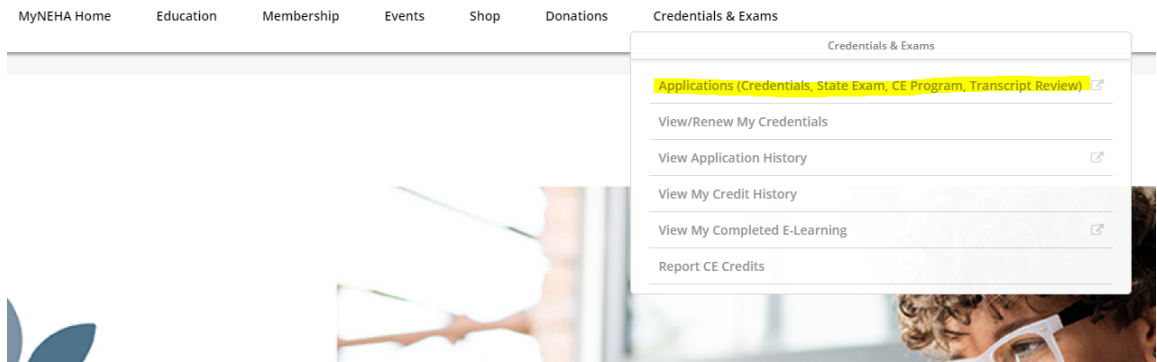 MyNEHA Home Education Membership Events Shop Donations Credentials & Exams
Credentials & Exams
Applications (Credentials, State Exam, CE Program, Transcript Review)
View/Renew My Credentials
View Application History
View My Credit History
View My Completed E-Learning
Report CE Credits